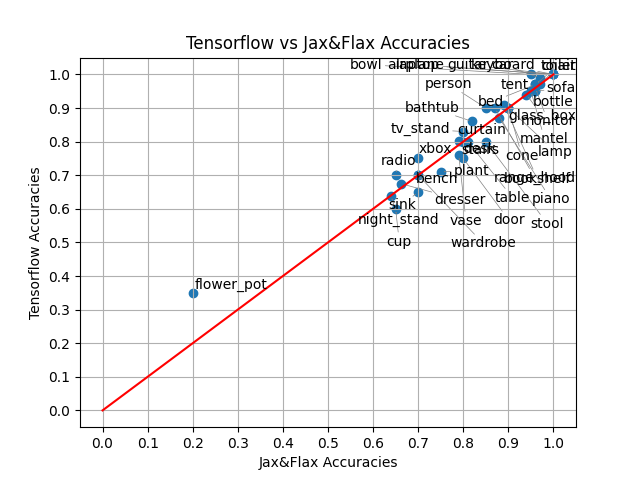 Tensorflow vs Jax&Flax Accuracies
bowl airplane laptop guitar keyboard car toilet chair
person tent sofa
bathtub bed bottle
glass_box
tv_stand curtain monitor
mantel
xbox desk stairs cone lamp
radio
bench plant range_hood bookshelf
sink dresser table piano
night_stand vase door stool
cup wardrobe
flower_pot
1.0
0.9
0.8
0.7
0.6
0.5
0.4
0.3
0.2
0.1
0.0
Tensorflow Accuracies
0.0 0.1 0.2 0.3 0.4 0.5 0.6 0.7 0.8 0.9 1.0
Jax&Flax Accuracies